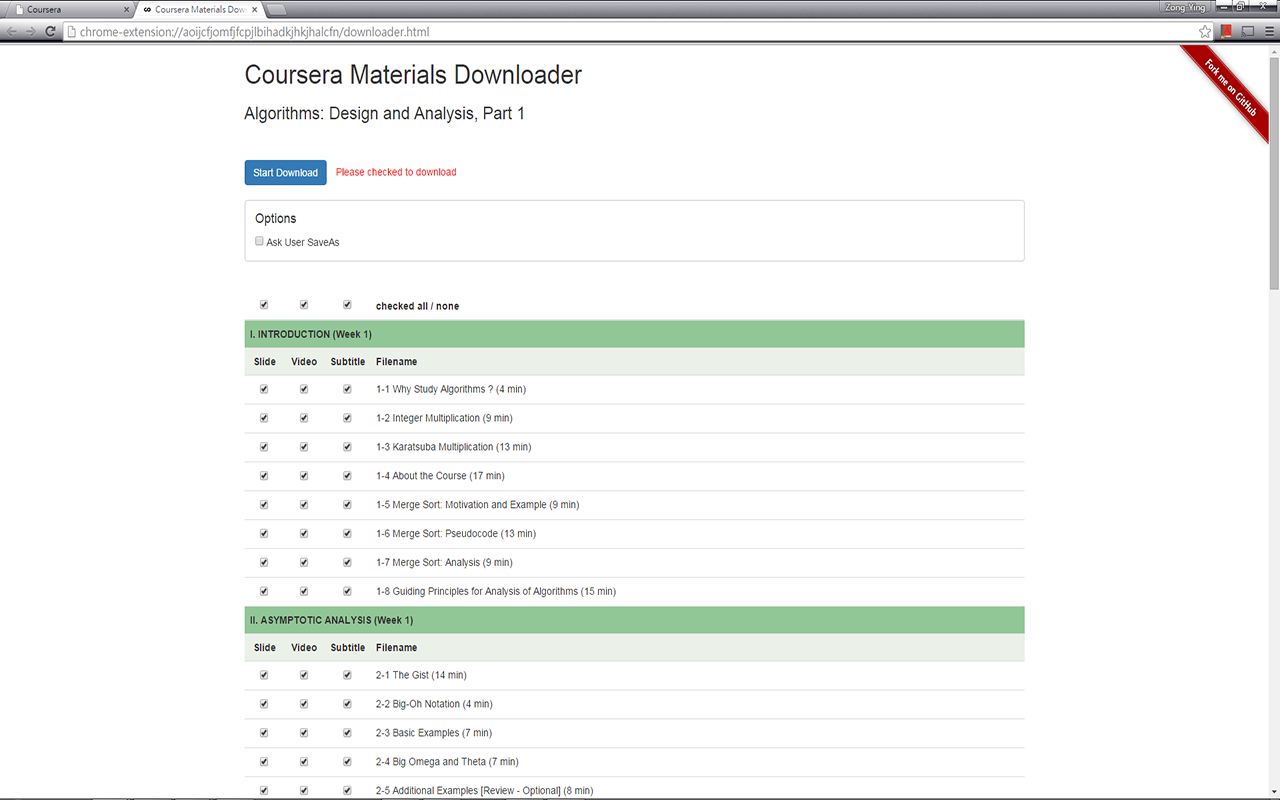 Coursera
Coursera Materials Dow
Zong-Ying
chrome-extension://aoijcfjomfjfcpjlbihadkjhkjhalcfn/downloader.html
Fork me on GitHub
Coursera Materials Downloader
Algorithms: Design and Analysis, Part 1
Start Download Please checked to download
Options
Ask User SaveAs
checked all / none
I. INTRODUCTION (Week 1)
Slide Video Subtitle Filename
1-1 Why Study Algorithms ? (4 min)
1-2 Integer Multiplication (9 min)
1-3 Karatsuba Multiplication (13 min)
1-4 About the Course (17 min)
1-5 Merge Sort: Motivation and Example (9 min)
1-6 Merge Sort: Pseudocode (13 min)
1-7 Merge Sort: Analysis (9 min)
1-8 Guiding Principles for Analysis of Algorithms (15 min)
II. ASYMPTOTIC ANALYSIS (Week 1)
Slide Video Subtitle Filename
2-1 The Gist (14 min)
2-2 Big-Oh Notation (4 min)
2-3 Basic Examples (7 min)
2-4 Big Omega and Theta (7 min)
2-5 Additional Examples [Review - Optional] (8 min)